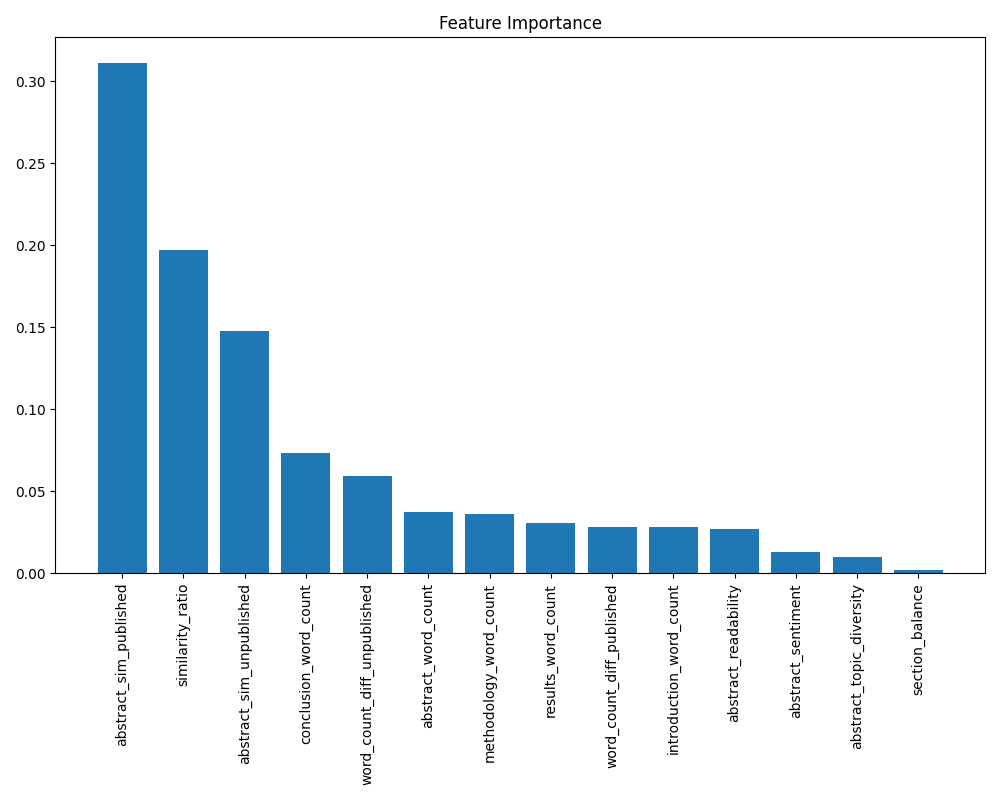 Feature Importance
0.30
0.25
0.20
0.15
0.10
0.05
0.00
abstract_sim_published
similarity_ratio
abstract_sim_unpublished
conclusion_word_count
word_count_diff_unpublished
abstract_word_count
methodology_word_count
results_word_count
word_count_diff_published
introduction_word_count
abstract_readability
abstract_sentiment
abstract_topic_diversity
section_balance